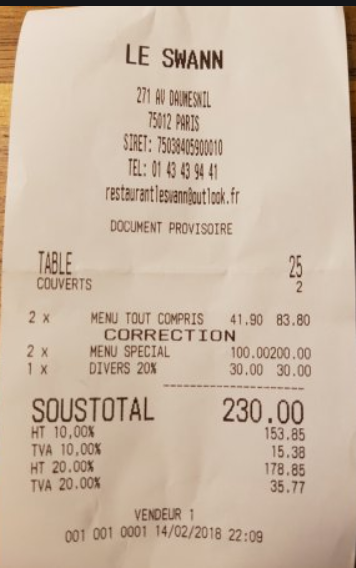 LE SWANN
271 AV DAUMESNIL
75012 PARIS
SIRET: 75038405900010
TEL: 01 43 43 94 41
restaurantleswann@outlook.fr
DOCUMENT PROVISOIRE
TABLE 25
COUVERTS 2
2 x MENU TOUT COMPRIS 41.90 83.80
CORRECTION
2 x MENU SPECIAL 100.00200.00
1 x DIVERS 20% 30.00 30.00
SOUSTOTAL 230.00
HT 10,00% 153.85
TVA 10.00% 15.38
HT 20.00% 178.85
TVA 20.00% 35.77
VENDEUR 1
001 001 0001 14/02/2018 22:09